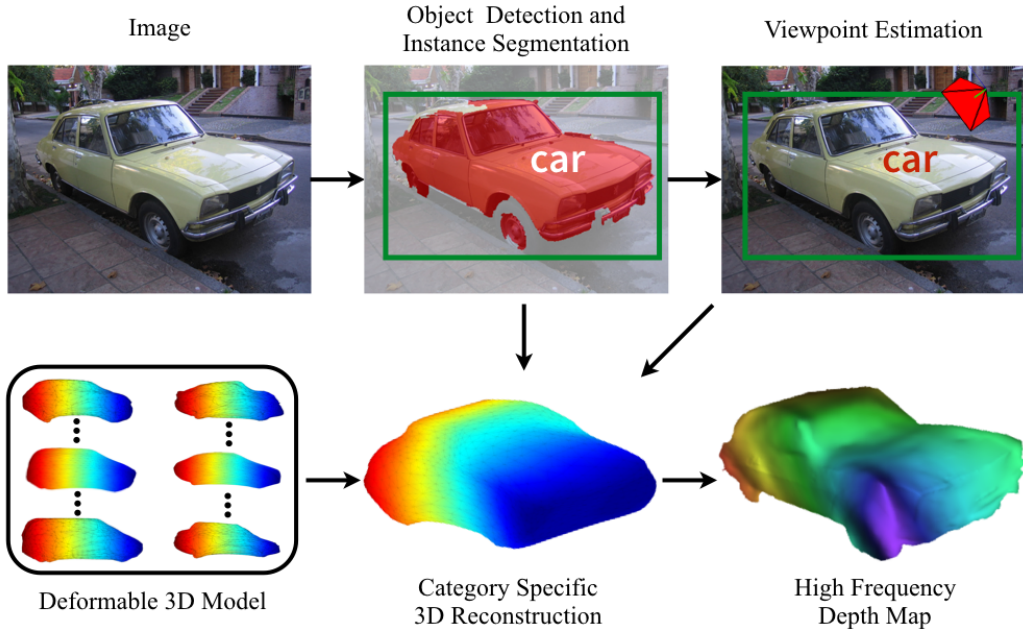 Image
Object Detection and
Instance Segmentation
Viewpoint Estimation
car
car
Deformable 3D Model
Category Specific
3D Reconstruction
High Frequency
Depth Map